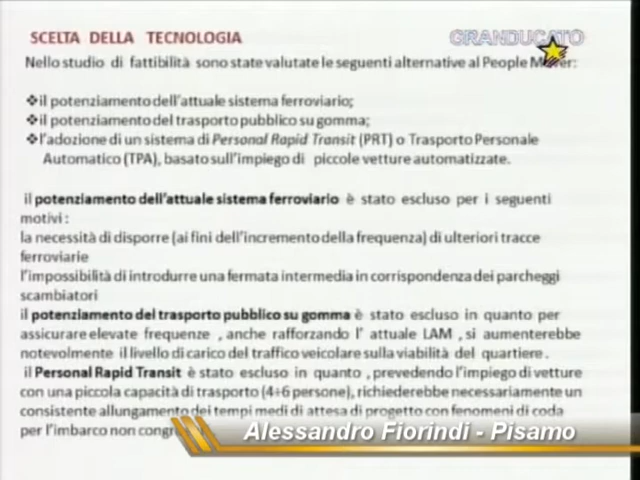 SCELTA DELLA TECNOLOGIA
GRANDUCATO
Nello studio di fattibilità sono state valutate le seguenti alternative al People
❖il potenziamento dell'attuale sistema ferroviario;
❖il potenziamento del trasporto pubblico su gomma;
❖l'adozione di un sistema di Personal Rapid Transit (PRT) o Trasporto Personale
Automatico (TPA), basato sull'impiego di piccole vetture automatizzate.
il potenziamento dell'attuale sistema ferroviario è stato escluso per i seguenti
motivi :
la necessità di disporre (ai fini dell'incremento della frequenza) di ulteriori tracce
ferroviarie
l'impossibilità di introdurre una fermata intermedia in corrispondenza dei parcheggi
scambiatori
il potenziamento del trasporto pubblico su gomma è stato escluso in quanto per
assicurare elevate frequenze , anche rafforzando l' attuale LAM , si aumenterebbe
notevolmente il livello di carico del traffico veicolare sulla viabilità del quartiere .
il Personal Rapid Transit è stato escluso in quanto , prevedendo l'impiego di vetture
con una piccola capacità di trasporto (4÷6 persone), richiederebbe necessariamente un
consistente allungamento dei tempi medi di attesa di progetto con fenomeni di coda
per l'imbarco non
Alessandro Fiorindi - Pisamo